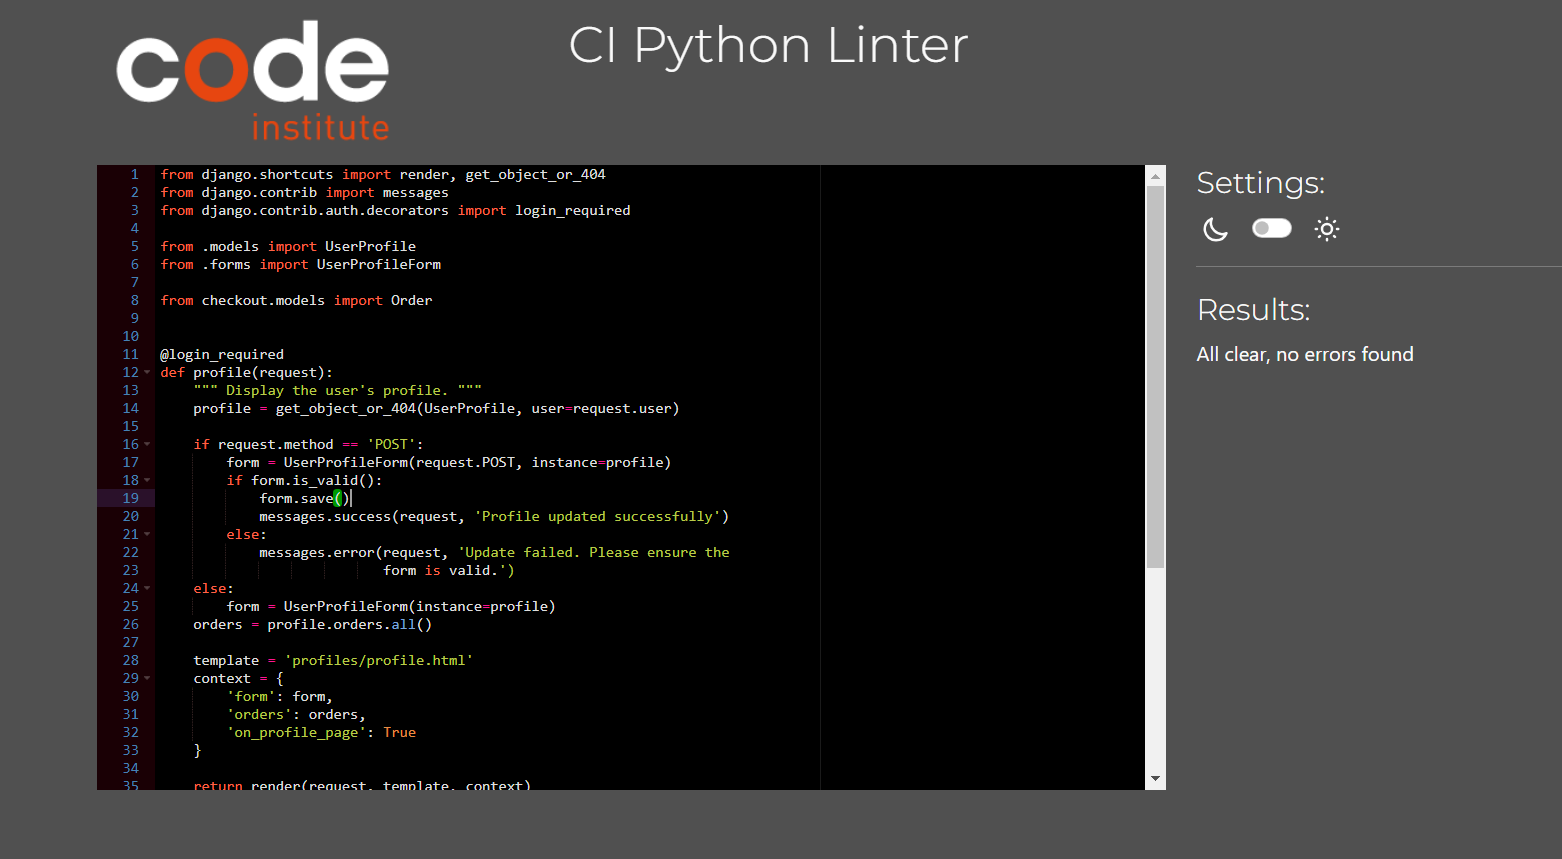 code
institute
CI Python Linter
1 from django.shortcuts import render, get_object_or_404
2 from django.contrib import messages
3 from django.contrib.auth.decorators import login_required
4
5 from .models import UserProfile
6 from .forms import UserProfileForm
7
8 from checkout.models import Order
9
10
11 @login_required
12 def profile(request):
13     """ Display the user's profile. """
14     profile = get_object_or_404(UserProfile, user=request.user)
15
16     if request.method == 'POST':
17         form = UserProfileForm(request.POST, instance=profile)
18         if form.is_valid():
19             form.save()
20             messages.success(request, 'Profile updated successfully')
21         else:
22             messages.error(request, 'Update failed. Please ensure the
23                            form is valid.')
24     else:
25         form = UserProfileForm(instance=profile)
26     orders = profile.orders.all()
27
28     template = 'profiles/profile.html'
29     context = {
30         'form': form,
31         'orders': orders,
32         'on_profile_page': True
33     }
34
35     return render(request, template, context)
Settings:
Results:
All clear, no errors found